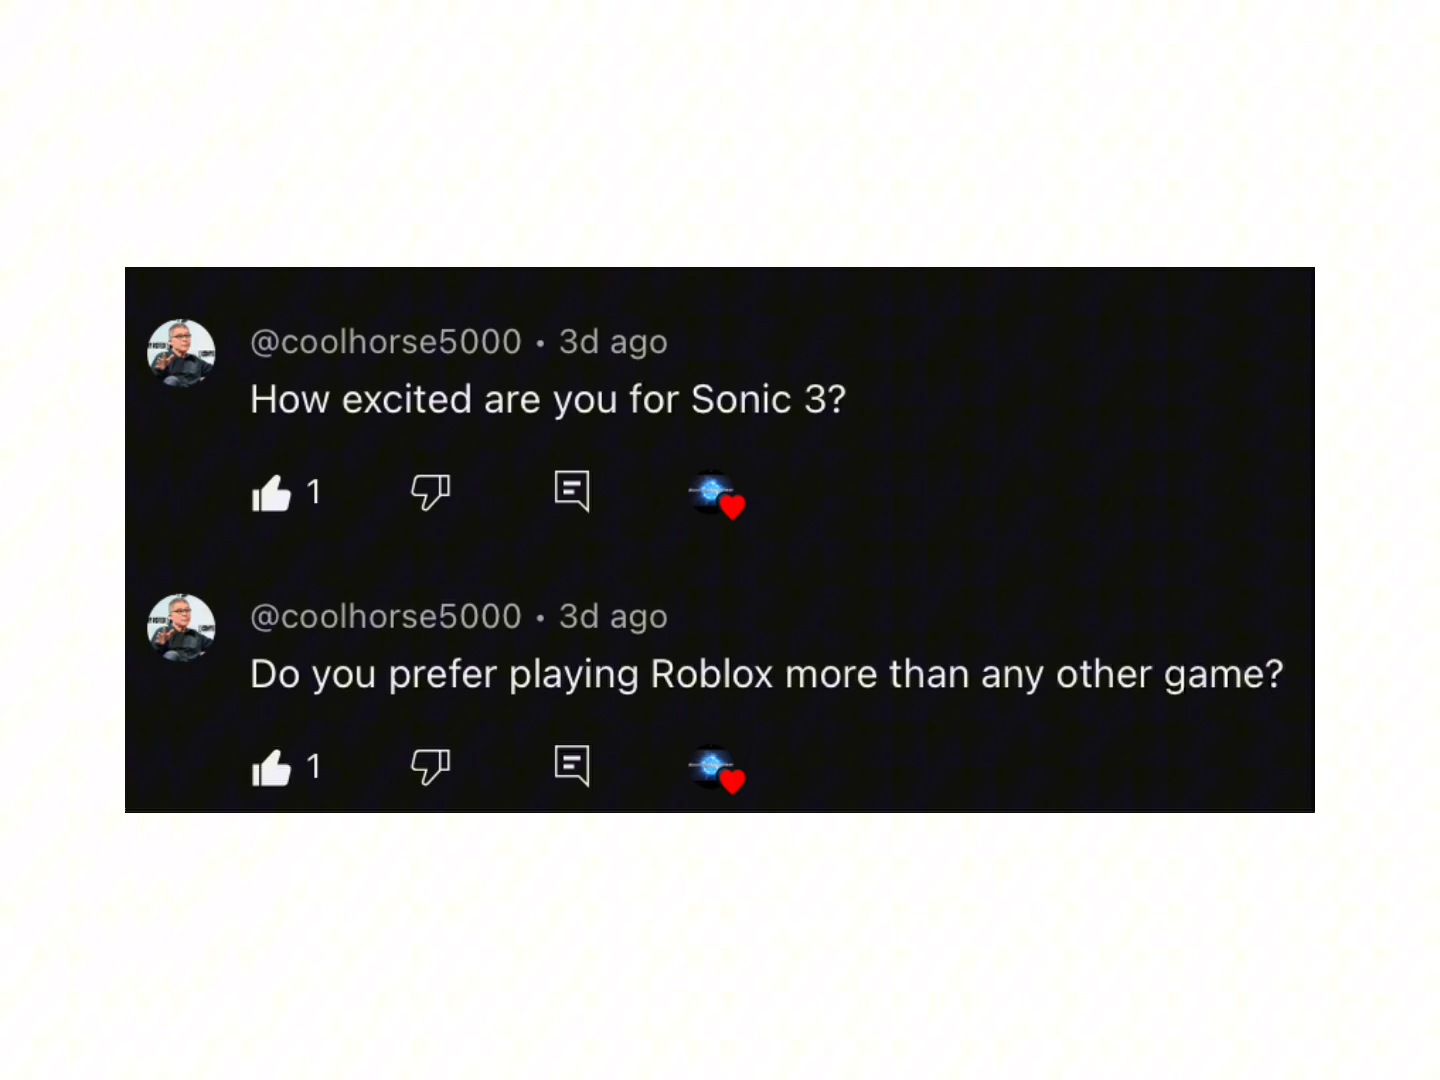 @coolhorse5000 • 3d ago
How excited are you for Sonic 3?
1
@coolhorse5000 • 3d ago
Do you prefer playing Roblox more than any other game?
1